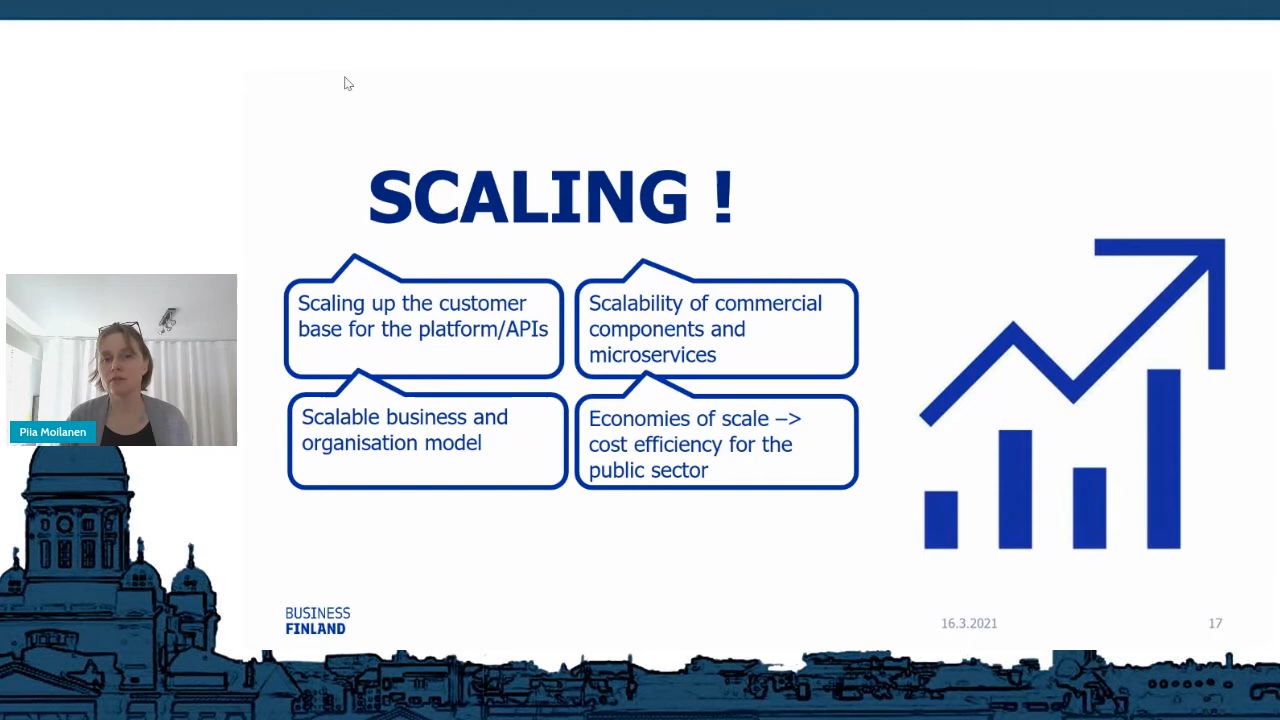 SCALING !
Scaling up the customer
base for the platform/APIs
Scalability of commercial
components and
microservices
Scalable business and
organisation model
Economies of scale –>
cost efficiency for the
public sector
Piia Moilanen
BUSINESS
FINLAND
16.3.2021
17